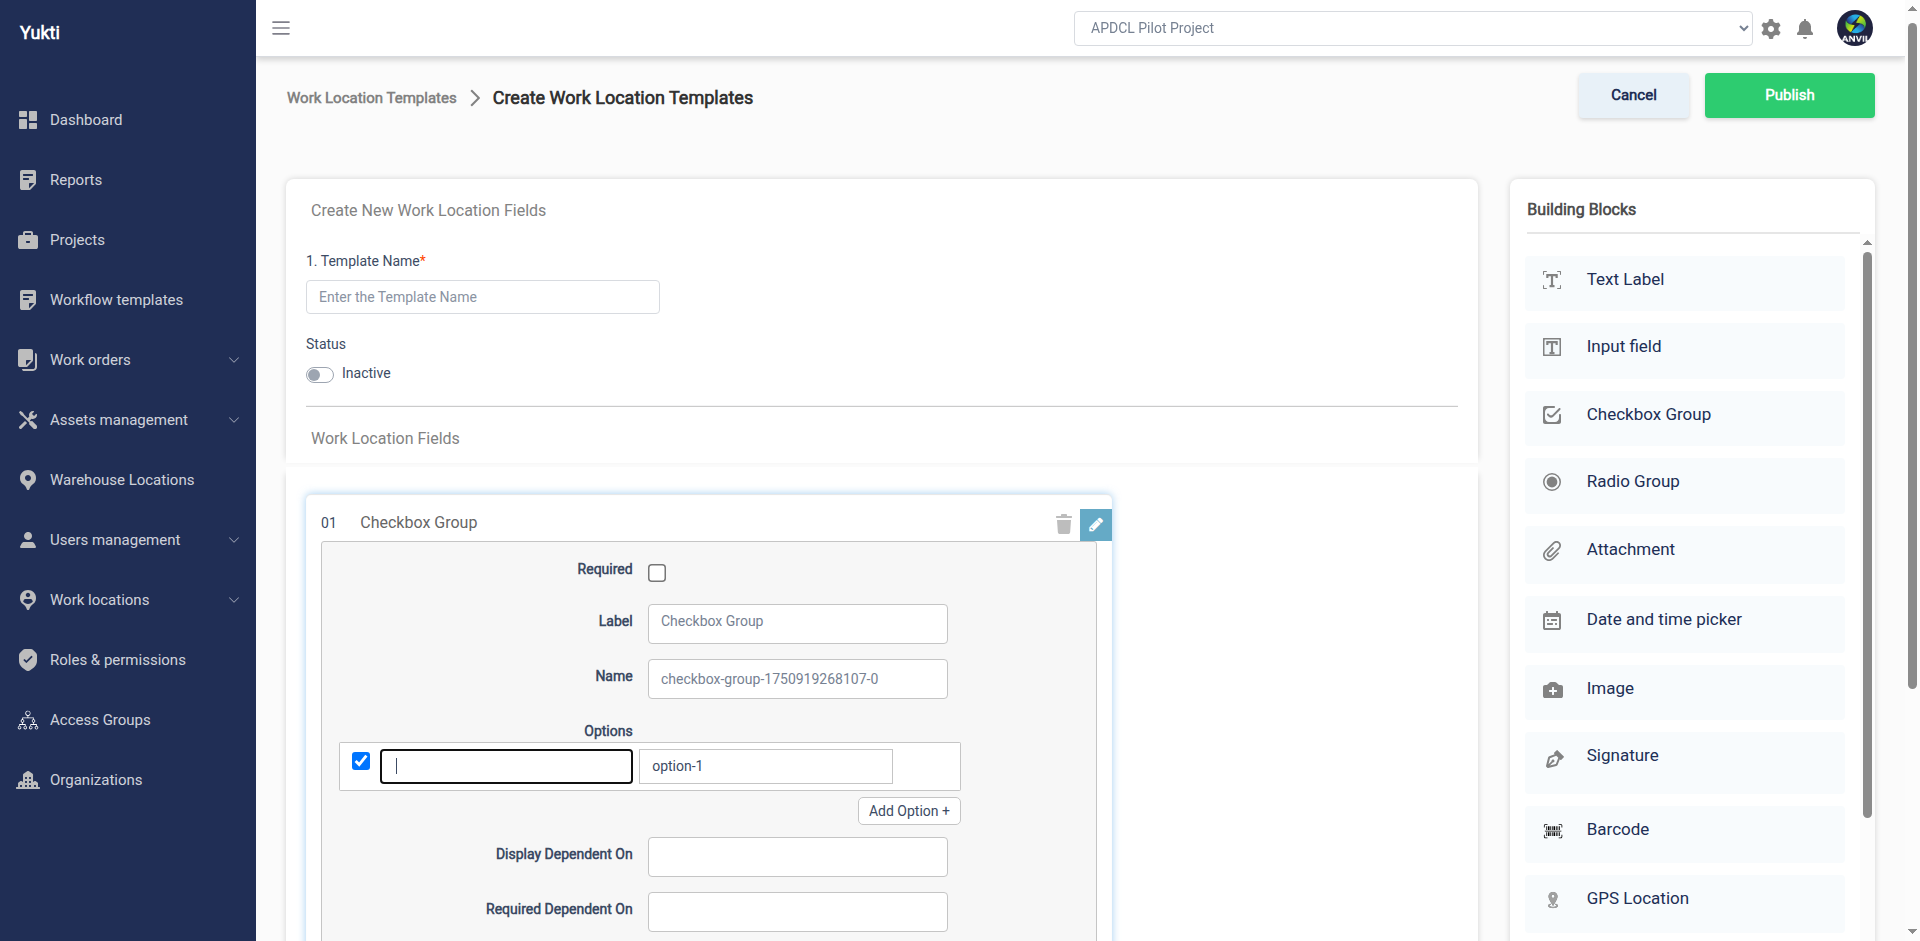 Yukti
APDCL Pilot Project
ANVIL
Dashboard
Reports
Projects
Workflow templates
Work orders
Assets management
Warehouse Locations
Users management
Work locations
Roles & permissions
Access Groups
Organizations
Work Location Templates
Create Work Location Templates
Cancel
Publish
Create New Work Location Fields
1. Template Name*
Enter the Template Name
Status
Inactive
Work Location Fields
01 Checkbox Group
Required
Label
Checkbox Group
Name
checkbox-group-1750919268107-0
Options
option-1
Add Option +
Display Dependent On
Required Dependent On
Building Blocks
Text Label
Input field
Checkbox Group
Radio Group
Attachment
Date and time picker
Image
Signature
Barcode
GPS Location